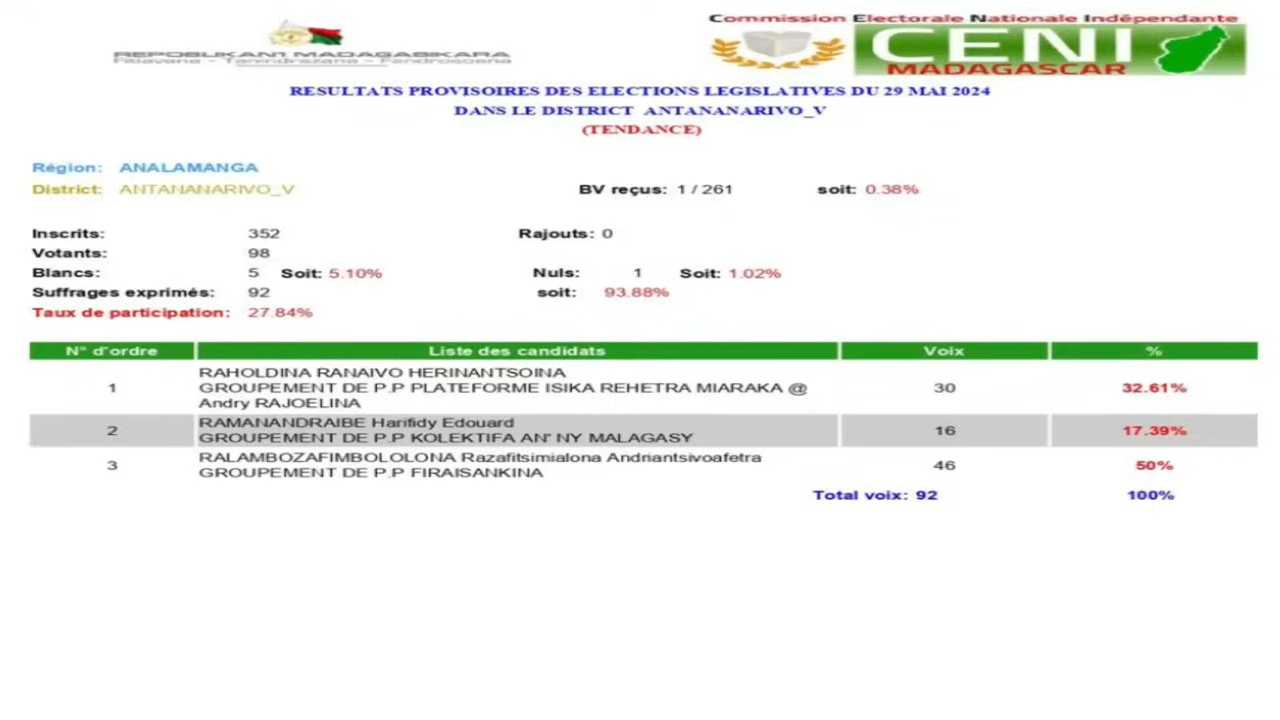 Commission Electorale Nationale Indépendante
REPOBLIKAN'I MADAGASIKARA
Fitiavana - Tanindrazana - Fandrosoana
CENI
MADAGASCAR
RESULTATS PROVISOIRES DES ELECTIONS LEGISLATIVES DU 29 MAI 2024
DANS LE DISTRICT ANTANANARIVO_V
(TENDANCE)
Région: ANALAMANGA
District: ANTANANARIVO_V BV reçus: 1 / 261 soit: 0.38%
Inscrits: 352 Rajouts: 0
Votants: 98
Blancs: 5 Soit: 5.10% Nuls: 1 Soit: 1.02%
Suffrages exprimés: 92 soit: 93.88%
Taux de participation: 27.84%
N° d'ordre Liste des candidats Voix %
RAHOLDINA RANAIVO HERINANTSOINA
1 GROUPEMENT DE P.P PLATEFORME ISIKA REHETRA MIARAKA @ 30 32.61%
Andry RAJOELINA
RAMANANDRAIBE Harifidy Edouard
2 GROUPEMENT DE P.P KOLEKTIFA AN' NY MALAGASY 16 17.39%
RALAMBOZAFIMBOLOLONA Razafitsimialona Andriantsivoafetra
3 GROUPEMENT DE P.P FIRAISANKINA 46 50%
Total voix: 92 100%